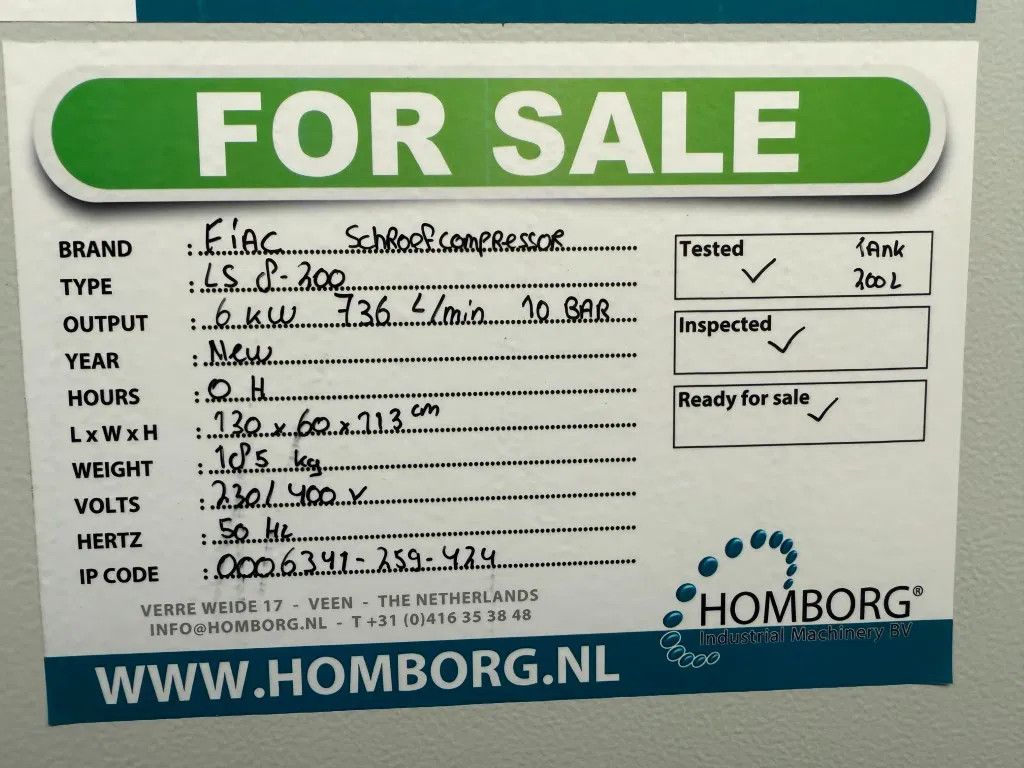 FOR SALE
BRAND : FiAC SchRoefcompressor
TYPE : LS 8-200
OUTPUT : 6 kW 736 L/min 10 BAR
YEAR : New
HOURS : 0 H
L x W x H : 130 x 60 x 113 cm
WEIGHT : 185 kg
VOLTS : 230/400 V
HERTZ : 50 Hz
IP CODE : 0006341-259-424
Tested ✓ TAnk
200 L
Inspected ✓
Ready for sale ✓
VERRE WEIDE 17 - VEEN - THE NETHERLANDS
INFO@HOMBORG.NL - T +31 (0)416 35 38 48
HOMBORG®
Industrial Machinery BV
WWW.HOMBORG.NL